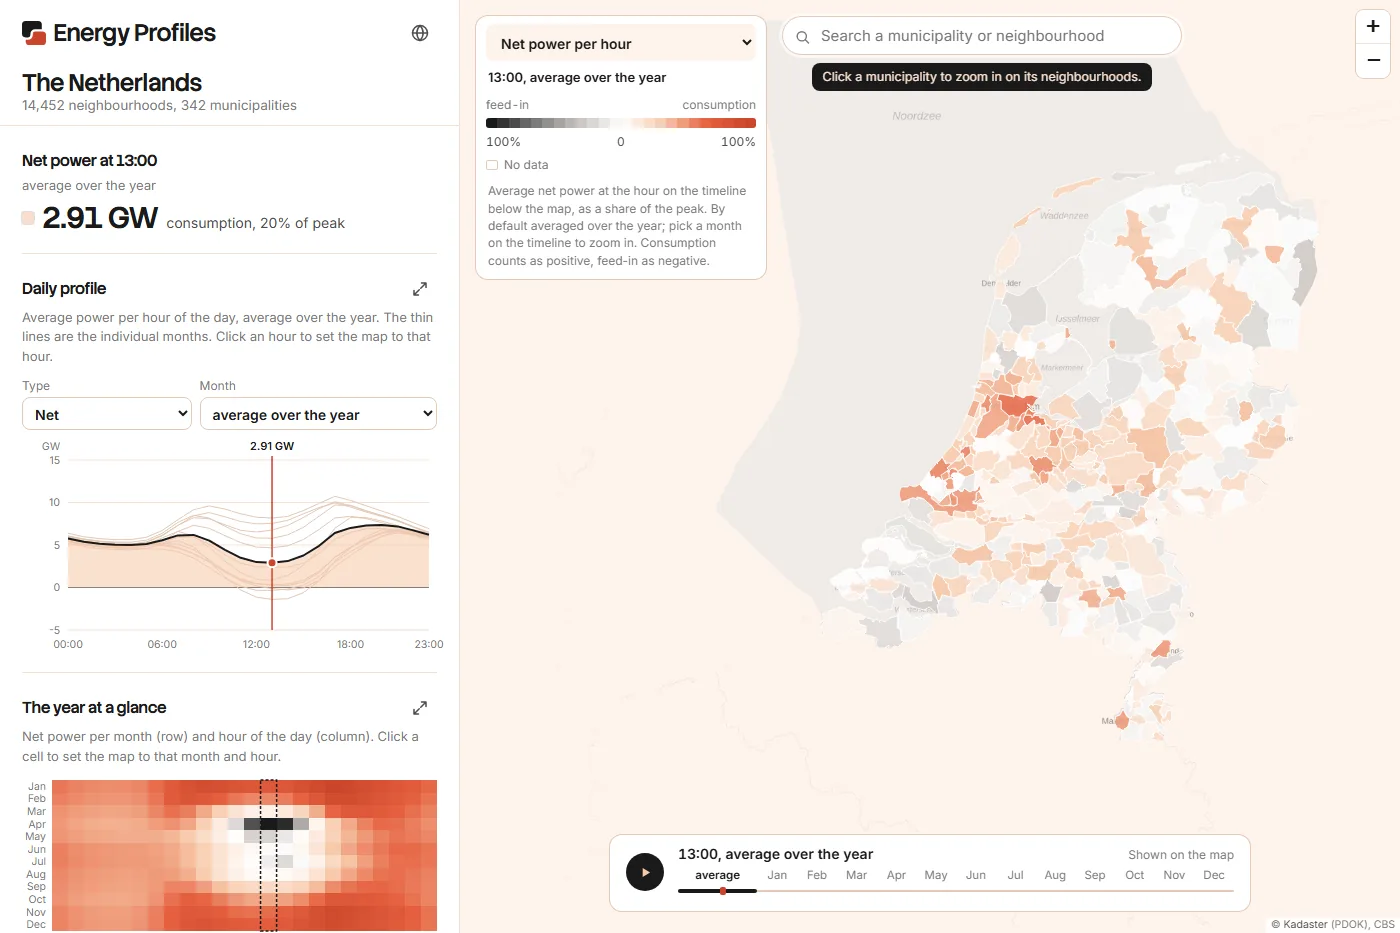 Energy Profiles
The Netherlands
14,452 neighbourhoods, 342 municipalities
Net power at 13:00
average over the year
2.91 GW consumption, 20% of peak
Daily profile
Average power per hour of the day, average over the year. The thin
lines are the individual months. Click an hour to set the map to that
hour.
Type
Month
Net
average over the year
GW
2.91 GW
15
10
5
0
-5
00:00
06:00
12:00
18:00
23:00
The year at a glance
Net power per month (row) and hour of the day (column). Click a
cell to set the map to that month and hour.
Jan
Feb
Mar
Apr
May
Jun
Jul
Aug
Sep
Oct
Nov
Dec
Net power per hour
13:00, average over the year
feed-in
consumption
100%
0
100%
No data
Average net power at the hour on the timeline
below the map, as a share of the peak. By
default averaged over the year; pick a month
on the timeline to zoom in. Consumption
counts as positive, feed-in as negative.
Search a municipality or neighbourhood
Click a municipality to zoom in on its neighbourhoods.
+
−
Noordzee
Waddenzee
IJsselmeer
Markermeer
13:00, average over the year
Shown on the map
average
Jan
Feb
Mar
Apr
May
Jun
Jul
Aug
Sep
Oct
Nov
Dec
© Kadaster (PDOK), CBS